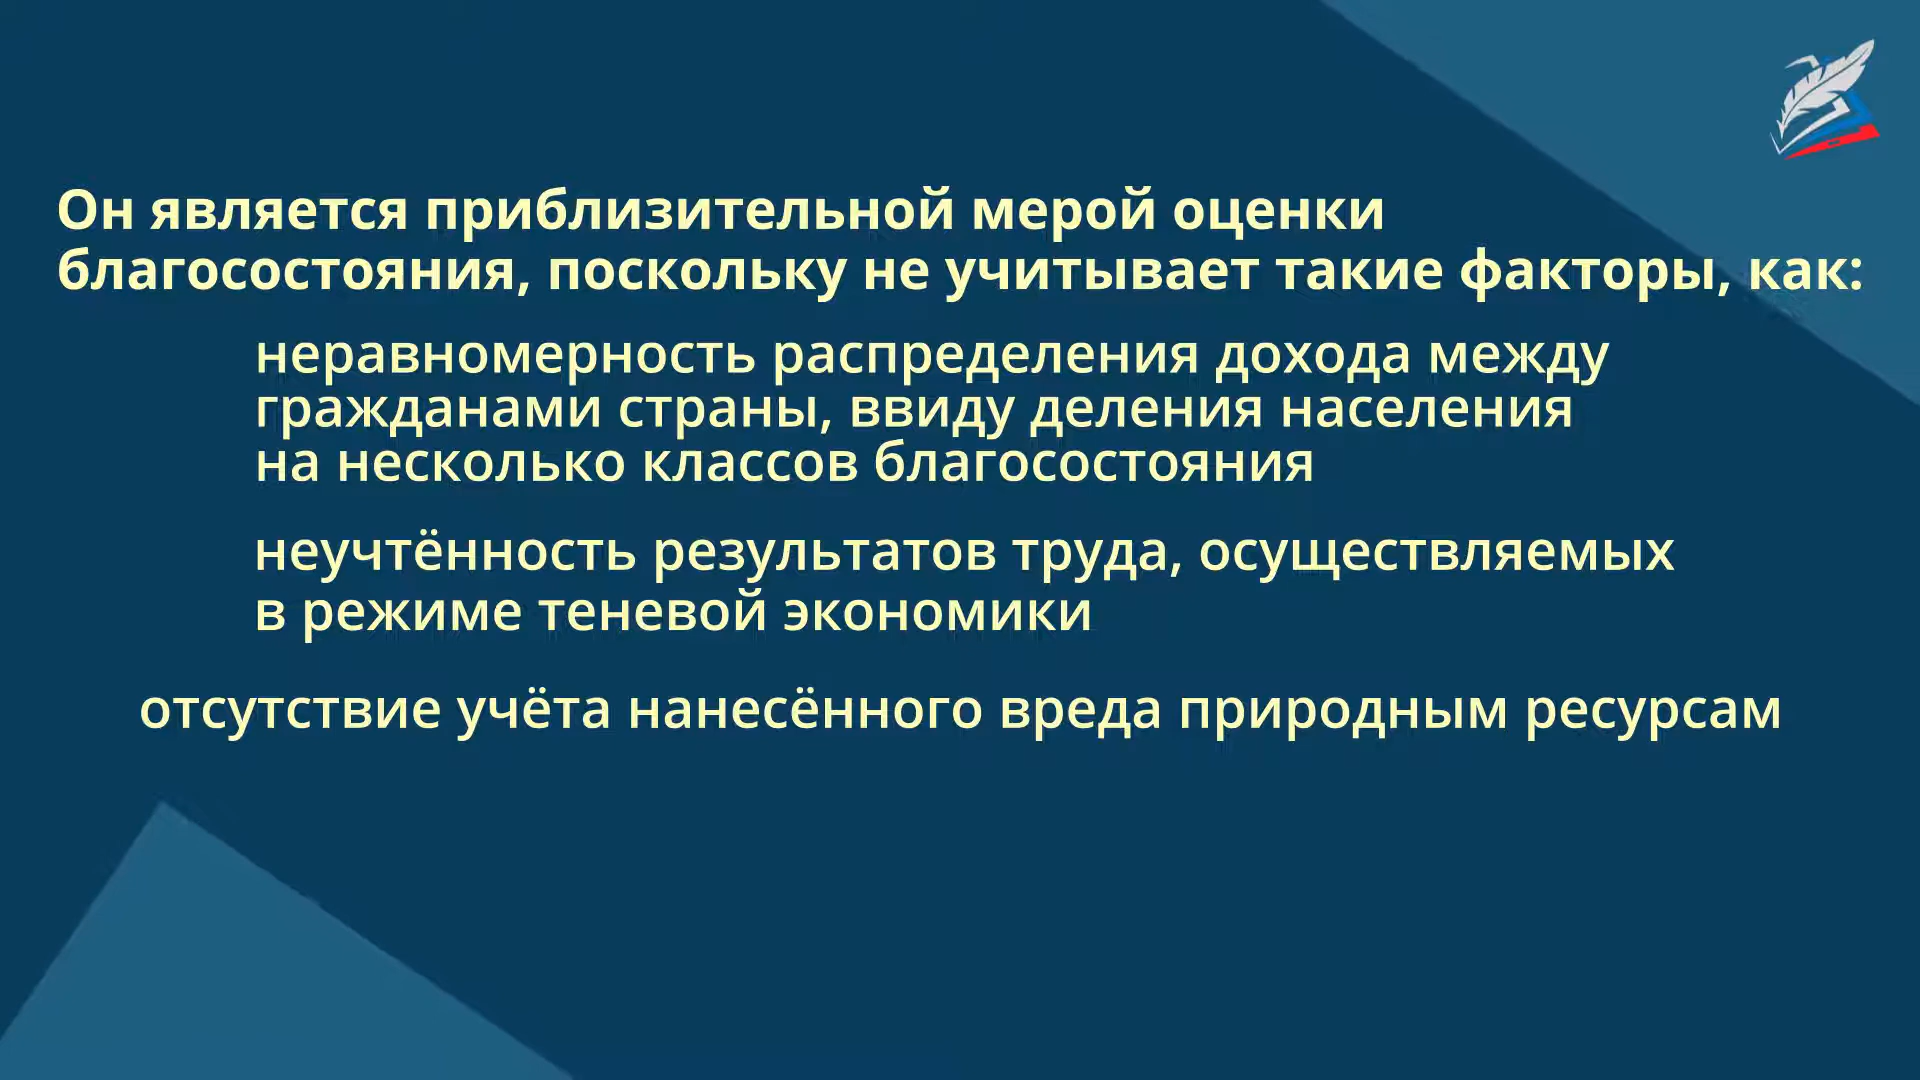 Он является приблизительной мерой оценки
благосостояния, поскольку не учитывает такие факторы, как:
неравномерность распределения дохода между
гражданами страны, ввиду деления населения
на несколько классов благосостояния
неучтённость результатов труда, осуществляемых
в режиме теневой экономики
отсутствие учёта нанесённого вреда природным ресурсам